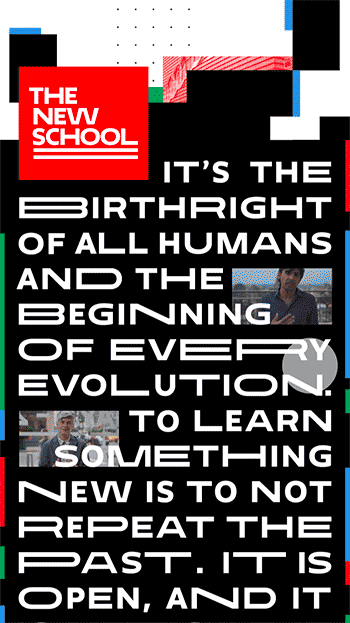 THE
NEW
SCHOOL
IT'S THE
BIRTHRIGHT
OF ALL HUMANS
AND THE
BEGINNING
OF EVERY
EVOLUTION.
TO LEARN
SOMETHING
NEW IS TO NOT
REPEAT THE
PAST. IT IS
OPEN, AND IT